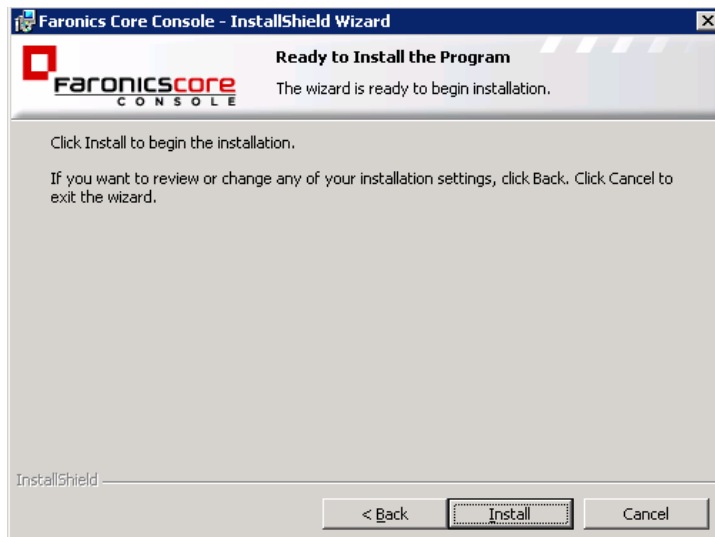 Faronics Core Console - InstallShield Wizard
Ready to Install the Program
FaronicsCORE
CONSOLE
The wizard is ready to begin installation.
Click Install to begin the installation.
If you want to review or change any of your installation settings, click Back. Click Cancel to
exit the wizard.
InstallShield
< Back
Install
Cancel